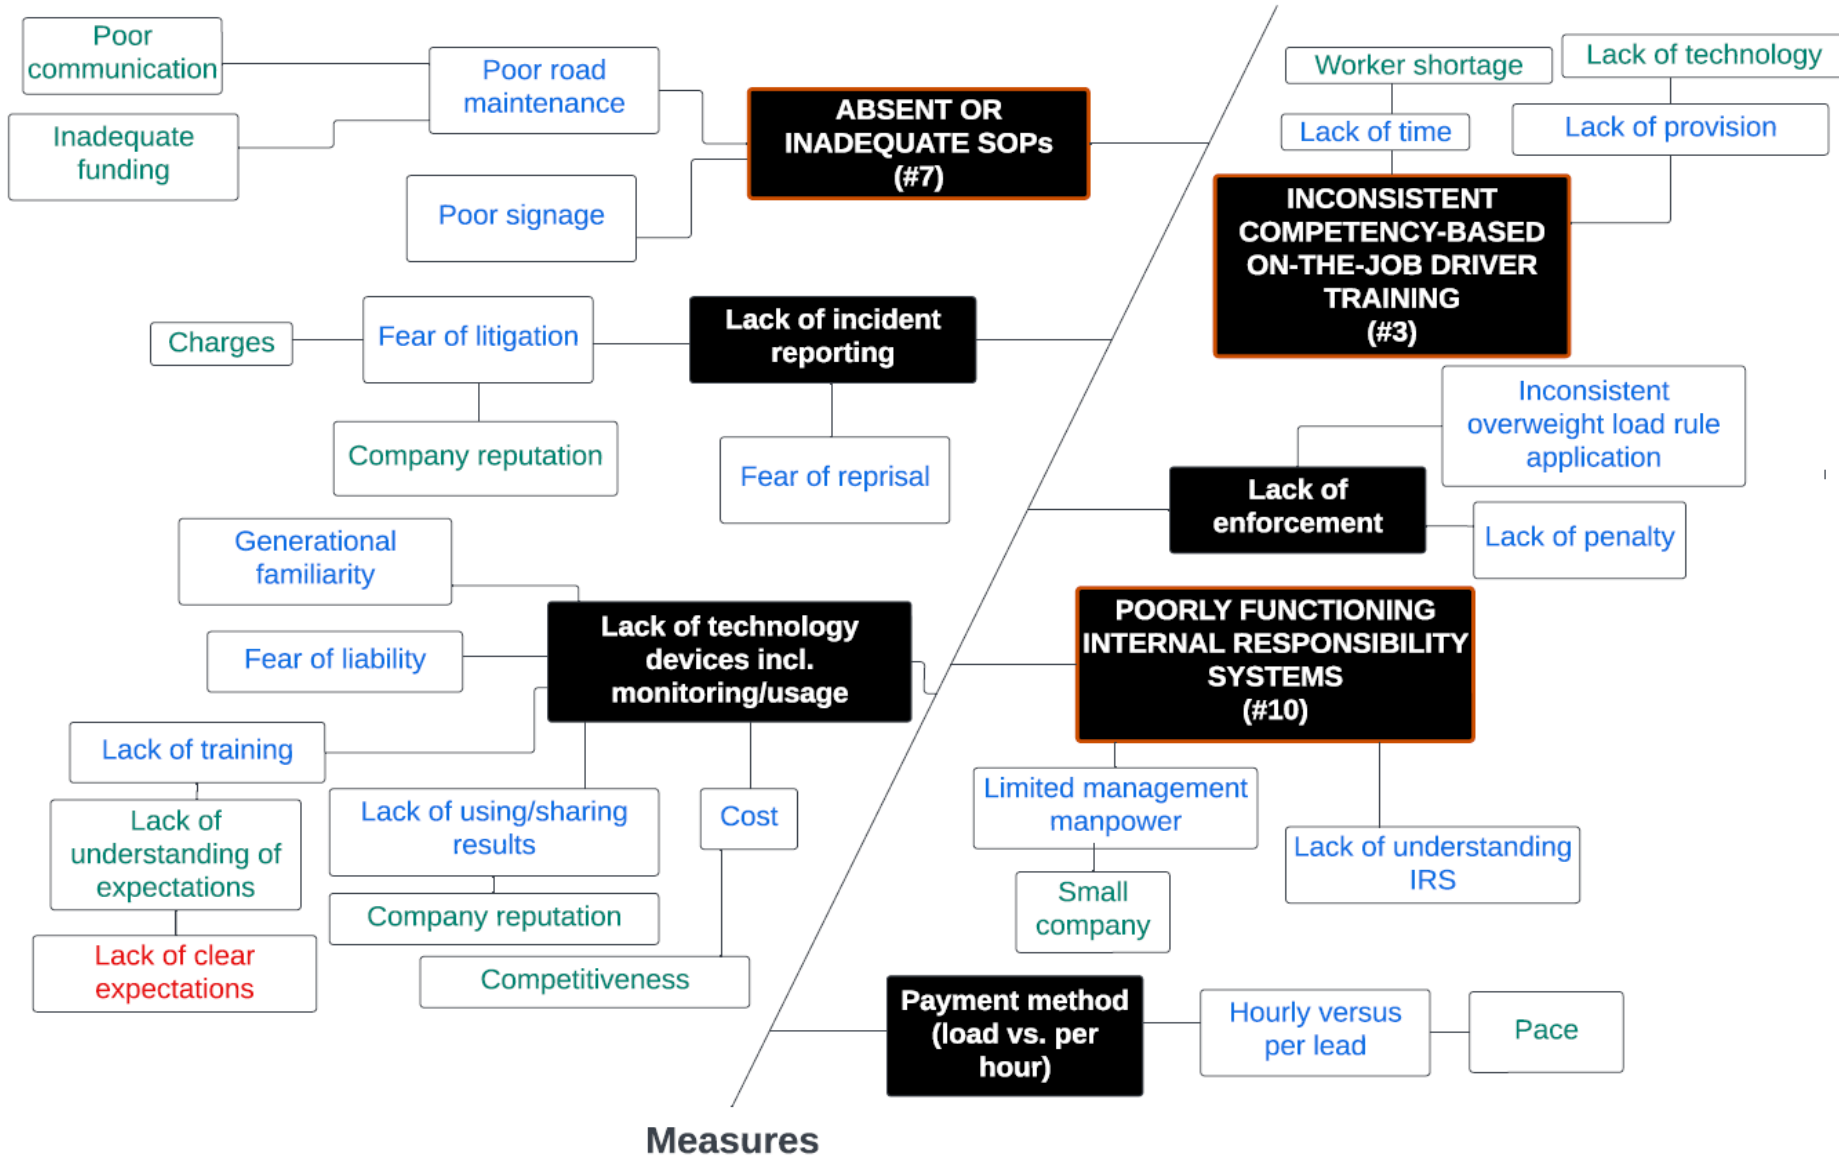 Poor
communication
Inadequate
funding
Poor road
maintenance
Poor signage
ABSENT OR
INADEQUATE SOPs
(#7)
Worker shortage
Lack of technology
Lack of time
Lack of provision
INCONSISTENT
COMPETENCY-BASED
ON-THE-JOB DRIVER
TRAINING
(#3)
Charges
Fear of litigation
Lack of incident
reporting
Company reputation
Fear of reprisal
Inconsistent
overweight load rule
application
Lack of
enforcement
Lack of penalty
Generational
familiarity
Fear of liability
Lack of technology
devices incl.
monitoring/usage
Lack of training
Lack of
understanding of
expectations
Lack of clear
expectations
Lack of using/sharing
results
Company reputation
Cost
Competitiveness
POORLY FUNCTIONING
INTERNAL RESPONSIBILITY
SYSTEMS
(#10)
Limited management
manpower
Small
company
Lack of understanding
IRS
Payment method
(load vs. per
hour)
Hourly versus
per lead
Pace
Measures